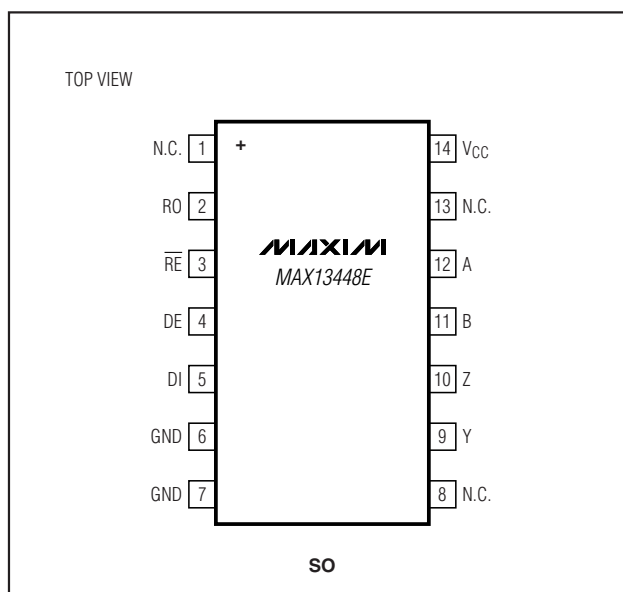 TOP VIEW
N.C. 1 + 14 VCC
RO 2 13 N.C.
MAXIM
R̅E̅ 3 12 A
MAX13448E
DE 4 11 B
DI 5 10 Z
GND 6 9 Y
GND 7 8 N.C.
SO